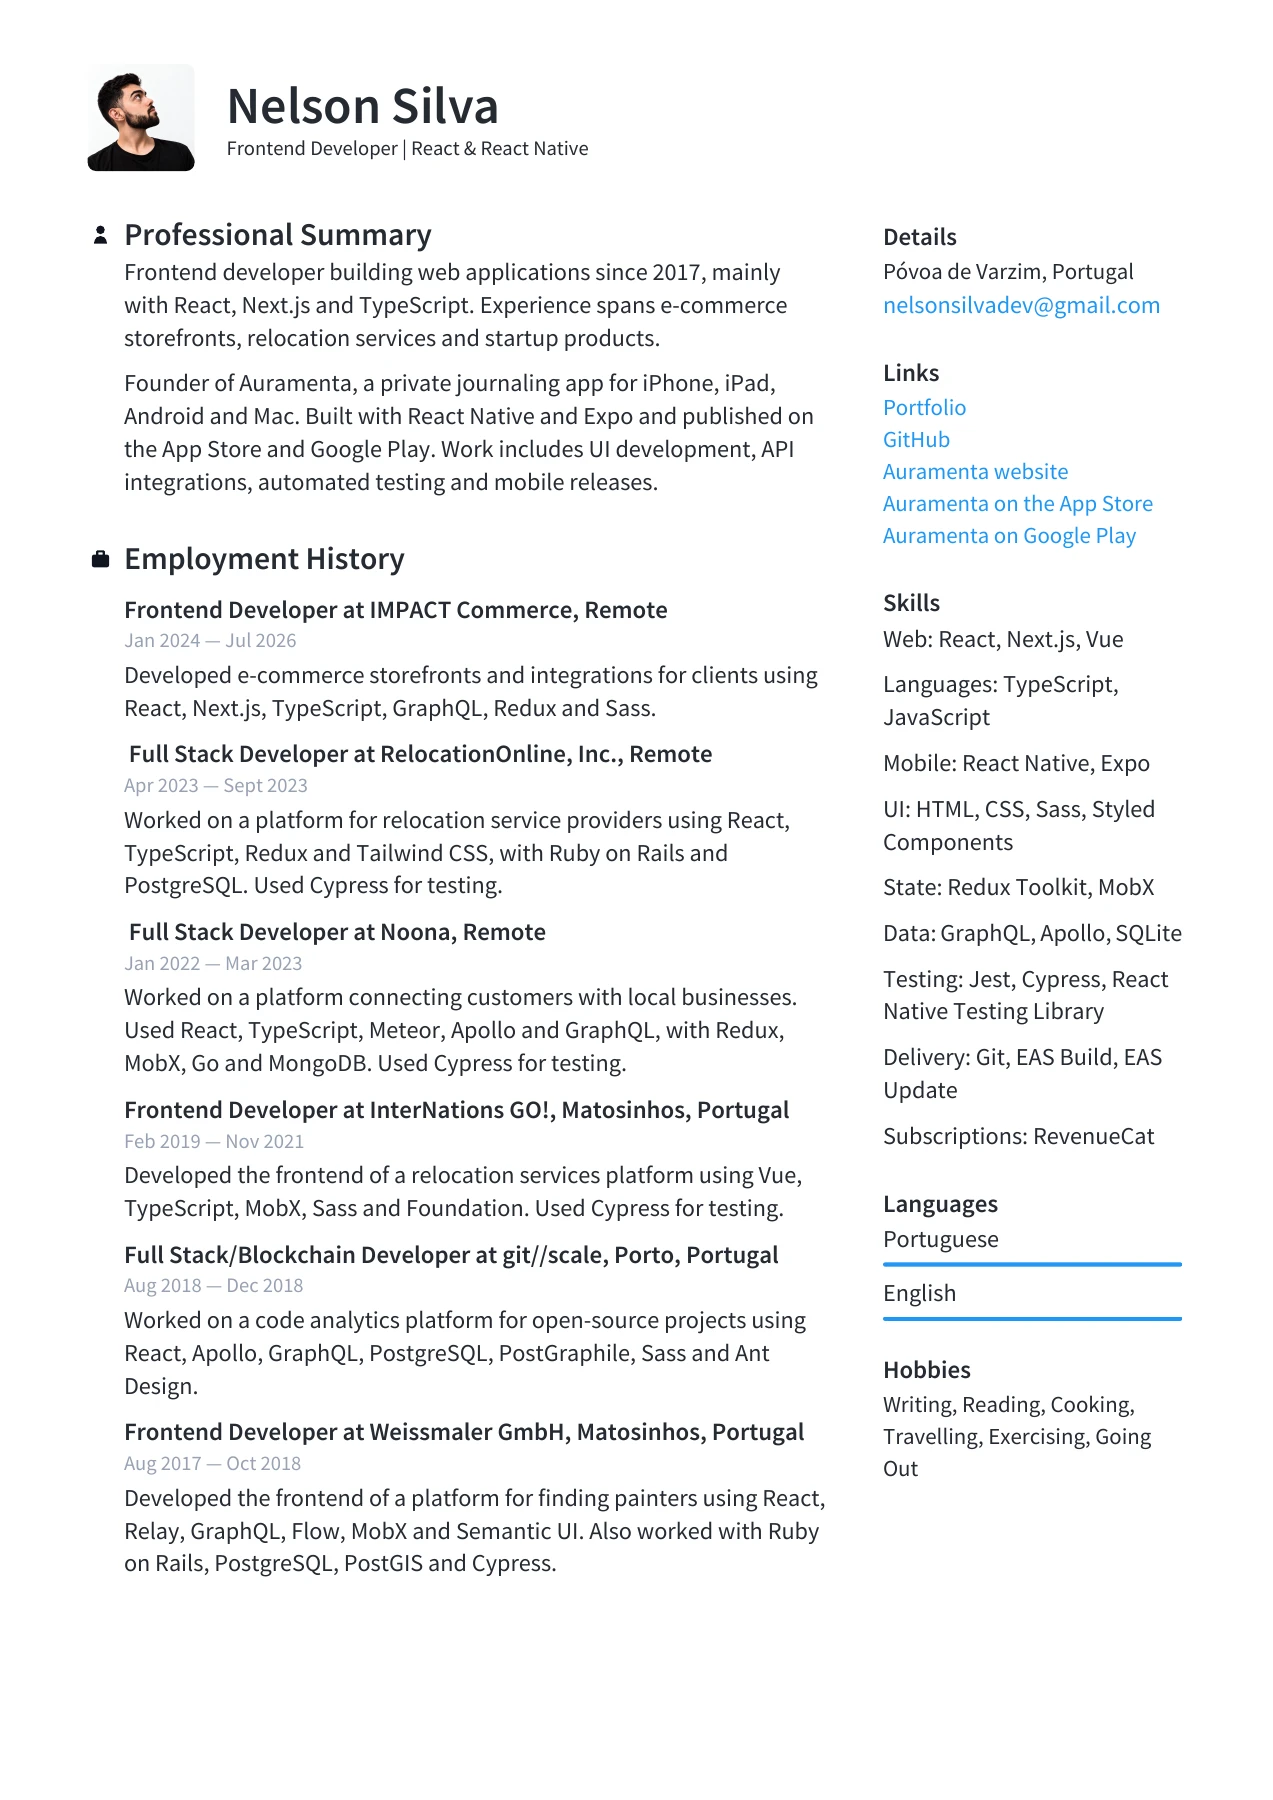 Nelson Silva
Frontend Developer | React & React Native
Professional Summary
Frontend developer building web applications since 2017, mainly
with React, Next.js and TypeScript. Experience spans e-commerce
storefronts, relocation services and startup products.
Founder of Auramenta, a private journaling app for iPhone, iPad,
Android and Mac. Built with React Native and Expo and published on
the App Store and Google Play. Work includes UI development, API
integrations, automated testing and mobile releases.
Employment History
Frontend Developer at IMPACT Commerce, Remote
Jan 2024 — Jul 2026
Developed e-commerce storefronts and integrations for clients using
React, Next.js, TypeScript, GraphQL, Redux and Sass.
Full Stack Developer at RelocationOnline, Inc., Remote
Apr 2023 — Sept 2023
Worked on a platform for relocation service providers using React,
TypeScript, Redux and Tailwind CSS, with Ruby on Rails and
PostgreSQL. Used Cypress for testing.
Full Stack Developer at Noona, Remote
Jan 2022 — Mar 2023
Worked on a platform connecting customers with local businesses.
Used React, TypeScript, Meteor, Apollo and GraphQL, with Redux,
MobX, Go and MongoDB. Used Cypress for testing.
Frontend Developer at InterNations GO!, Matosinhos, Portugal
Feb 2019 — Nov 2021
Developed the frontend of a relocation services platform using Vue,
TypeScript, MobX, Sass and Foundation. Used Cypress for testing.
Full Stack/Blockchain Developer at git//scale, Porto, Portugal
Aug 2018 — Dec 2018
Worked on a code analytics platform for open-source projects using
React, Apollo, GraphQL, PostgreSQL, PostGraphile, Sass and Ant
Design.
Frontend Developer at Weissmaler GmbH, Matosinhos, Portugal
Aug 2017 — Oct 2018
Developed the frontend of a platform for finding painters using React,
Relay, GraphQL, Flow, MobX and Semantic UI. Also worked with Ruby
on Rails, PostgreSQL, PostGIS and Cypress.
Details
Póvoa de Varzim, Portugal
nelsonsilvadev@gmail.com
Links
Portfolio
GitHub
Auramenta website
Auramenta on the App Store
Auramenta on Google Play
Skills
Web: React, Next.js, Vue
Languages: TypeScript,
JavaScript
Mobile: React Native, Expo
UI: HTML, CSS, Sass, Styled
Components
State: Redux Toolkit, MobX
Data: GraphQL, Apollo, SQLite
Testing: Jest, Cypress, React
Native Testing Library
Delivery: Git, EAS Build, EAS
Update
Subscriptions: RevenueCat
Languages
Portuguese
English
Hobbies
Writing, Reading, Cooking,
Travelling, Exercising, Going
Out